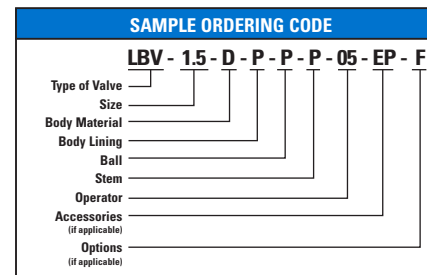 SAMPLE ORDERING CODE
LBV - 1.5 - D - P - P - P - 05 - EP - F
Type of Valve
Size
Body Material
Body Lining
Ball
Stem
Operator
Accessories
(if applicable)
Options
(if applicable)